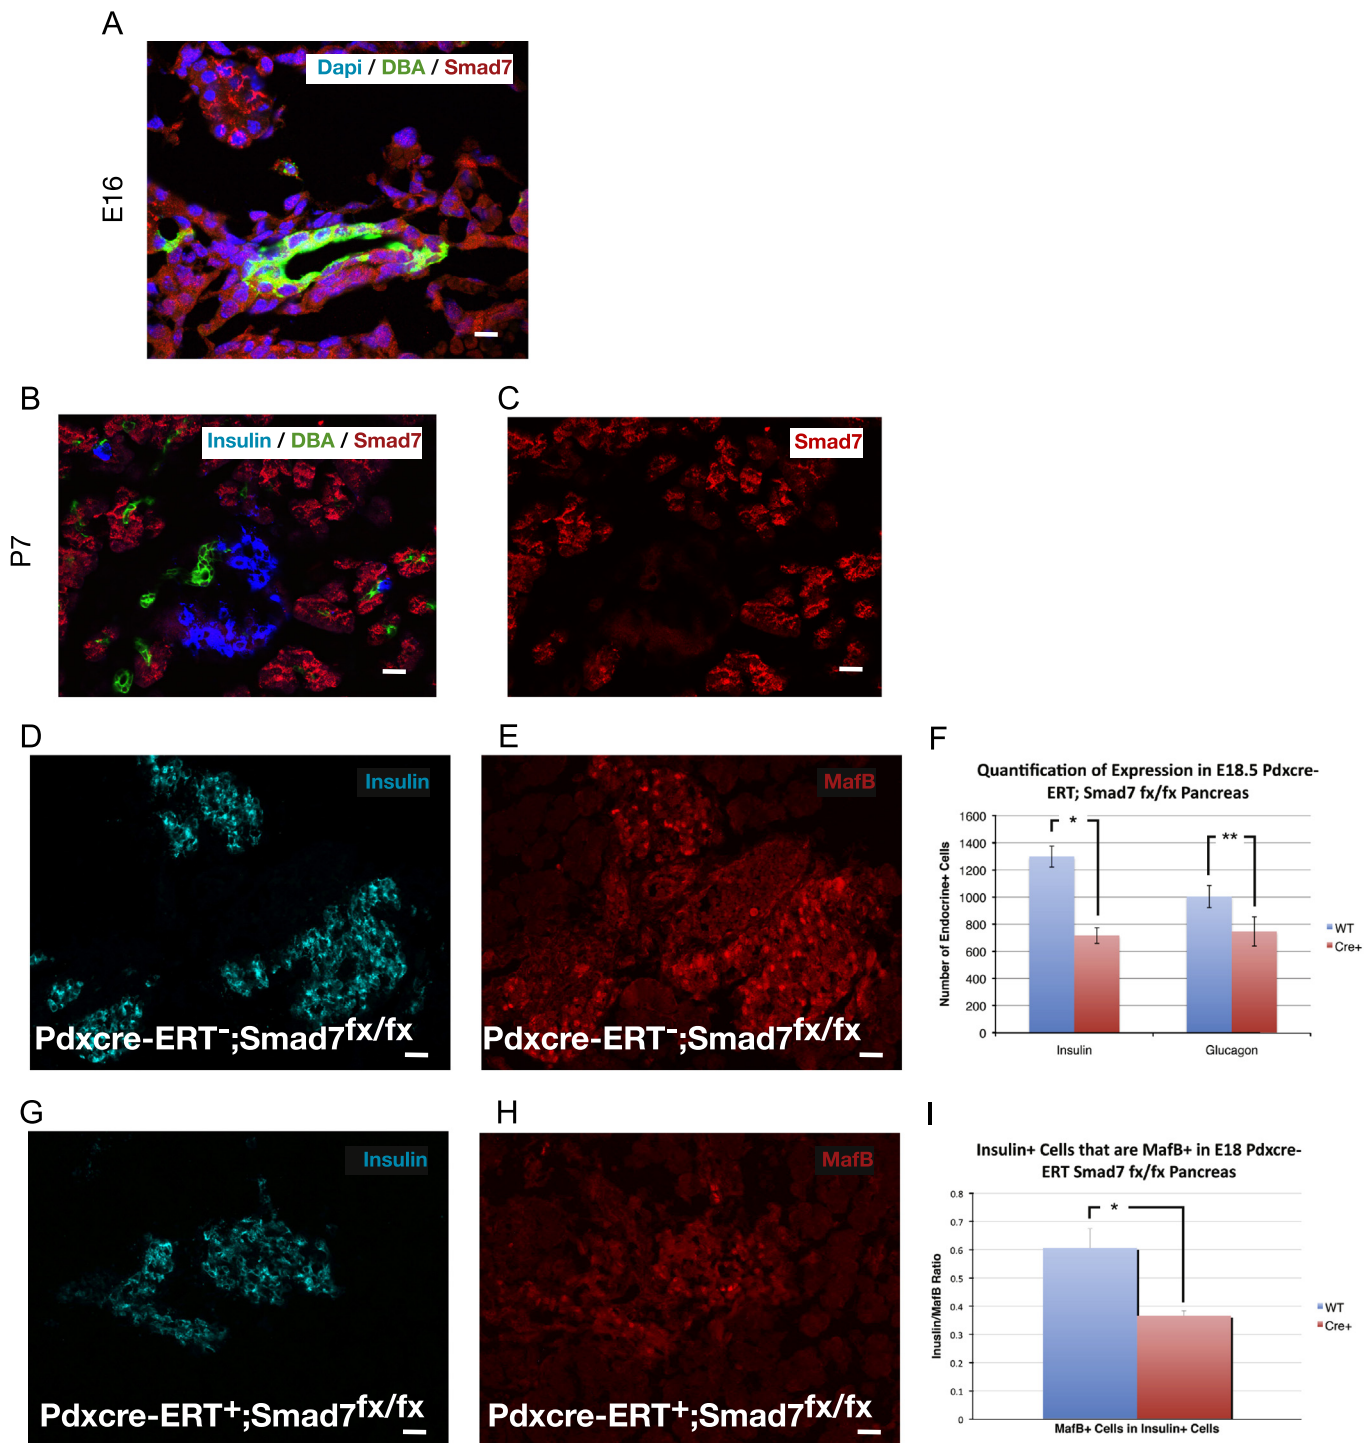 A
Dapi / DBA / Smad7
E16
B
Insulin / DBA / Smad7
C
Smad7
P7
D
Insulin
Pdxcre-ERT⁻;Smad7fx/fx
E
MafB
Pdxcre-ERT⁻;Smad7fx/fx
F
Quantification of Expression in E18.5 Pdxcre-
ERT; Smad7 fx/fx Pancreas
Number of Endocrine+ Cells
1600
1400
1200
1000
800
600
400
200
0
*
**
Insulin
Glucagon
WT
Cre+
G
Insulin
Pdxcre-ERT⁺;Smad7fx/fx
H
MafB
Pdxcre-ERT⁺;Smad7fx/fx
I
Insulin+ Cells that are MafB+ in E18 Pdxcre-
ERT Smad7 fx/fx Pancreas
Inuslin/MafB Ratio
0.8
0.7
0.6
0.5
0.4
0.3
0.2
0.1
0
*
MafB+ Cells in Insulin+ Cells
WT
Cre+